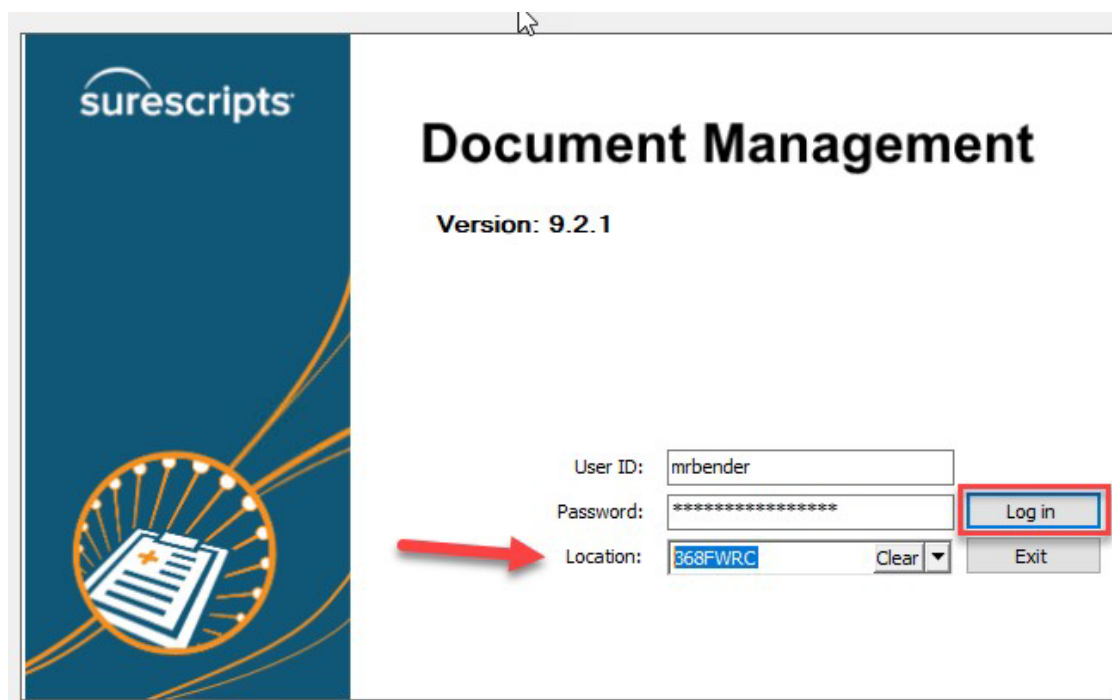 surescripts
Document Management
Version: 9.2.1
User ID: mrbender
Password: **************** Log in
Location: 368FWRC Clear Exit